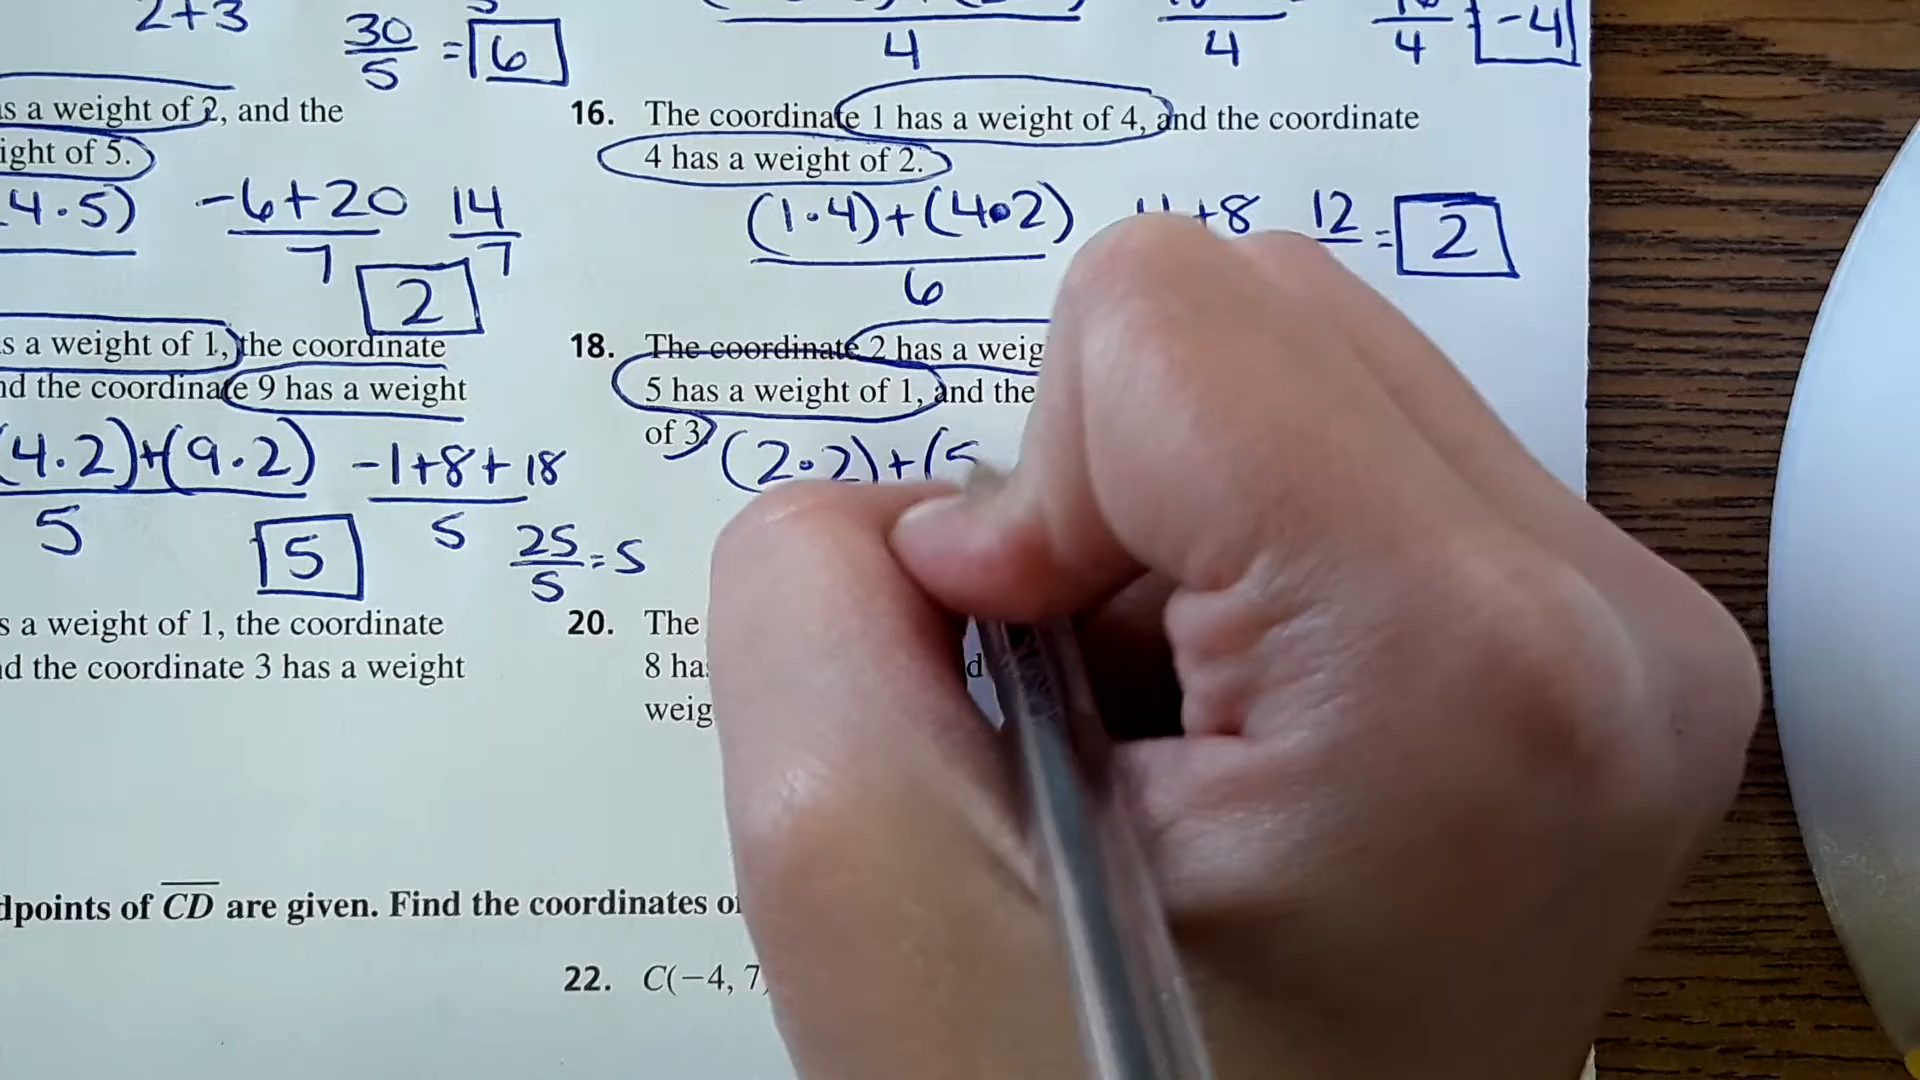 2+3
30
5
= 6
4
4
4
= -4
s a weight of 2, and the
ight of 5.
4·5)
-6+20
7
14
7
2
16. The coordinate 1 has a weight of 4, and the coordinate
4 has a weight of 2.
(1·4)+(4·2)
6
+8
12
= 2
s a weight of 1, the coordinate
nd the coordinate 9 has a weight
(4·2)+(9·2)
5
5
-1+8+18
5
25
5
=5
18. The coordinate 2 has a weig
5 has a weight of 1, and the
of 3.
(2·2)+(5
s a weight of 1, the coordinate
nd the coordinate 3 has a weight
20. The
8 ha
d
weig
dpoints of CD are given. Find the coordinates o
22. C(−4, 7